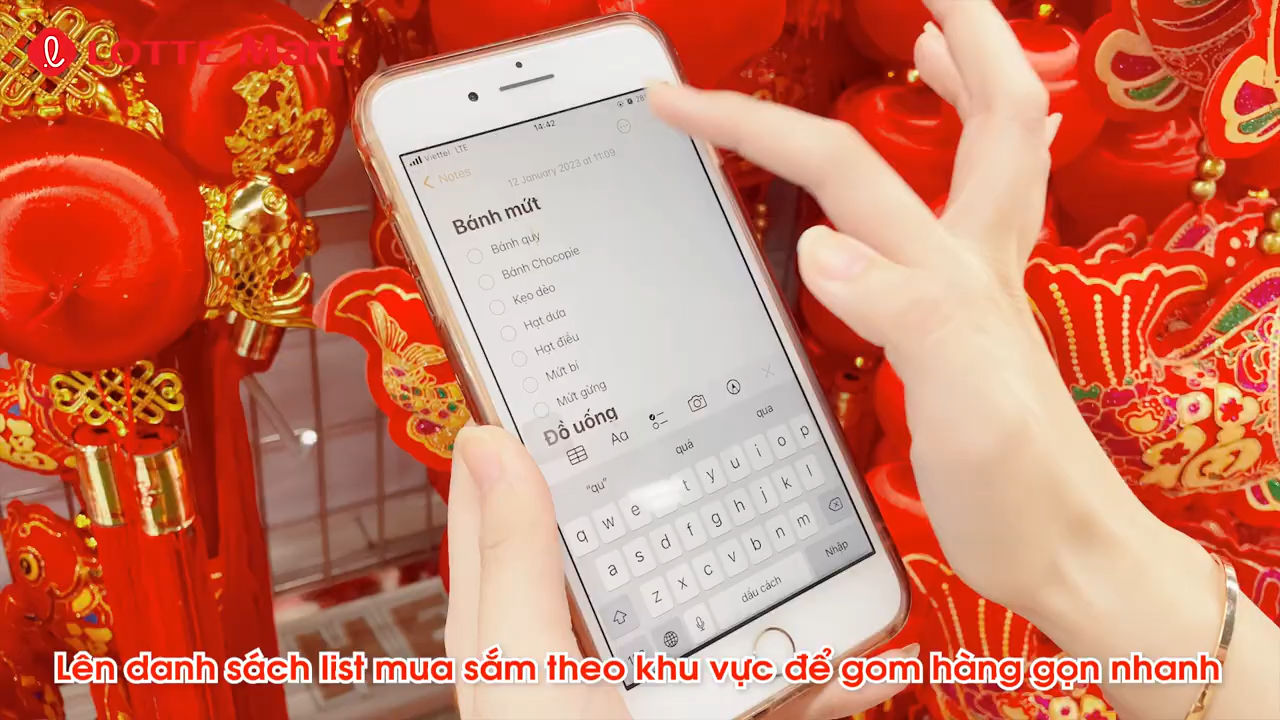 LOTTE Mart
Viettel LTE
14:42
Notes
12 January 2023 at 11:09
Bánh mứt
Bánh quy
Bánh Chocopie
Kẹo dẻo
Hạt dưa
Hạt điều
Mứt bí
Mứt gừng
Đồ uống
Aa
"qu" quá qua
q w e t y u i o p
a s d f g h j k l
z x c v b n m
dấu cách Nhập
Lên danh sách list mua sắm theo khu vực để gom hàng gọn nhanh